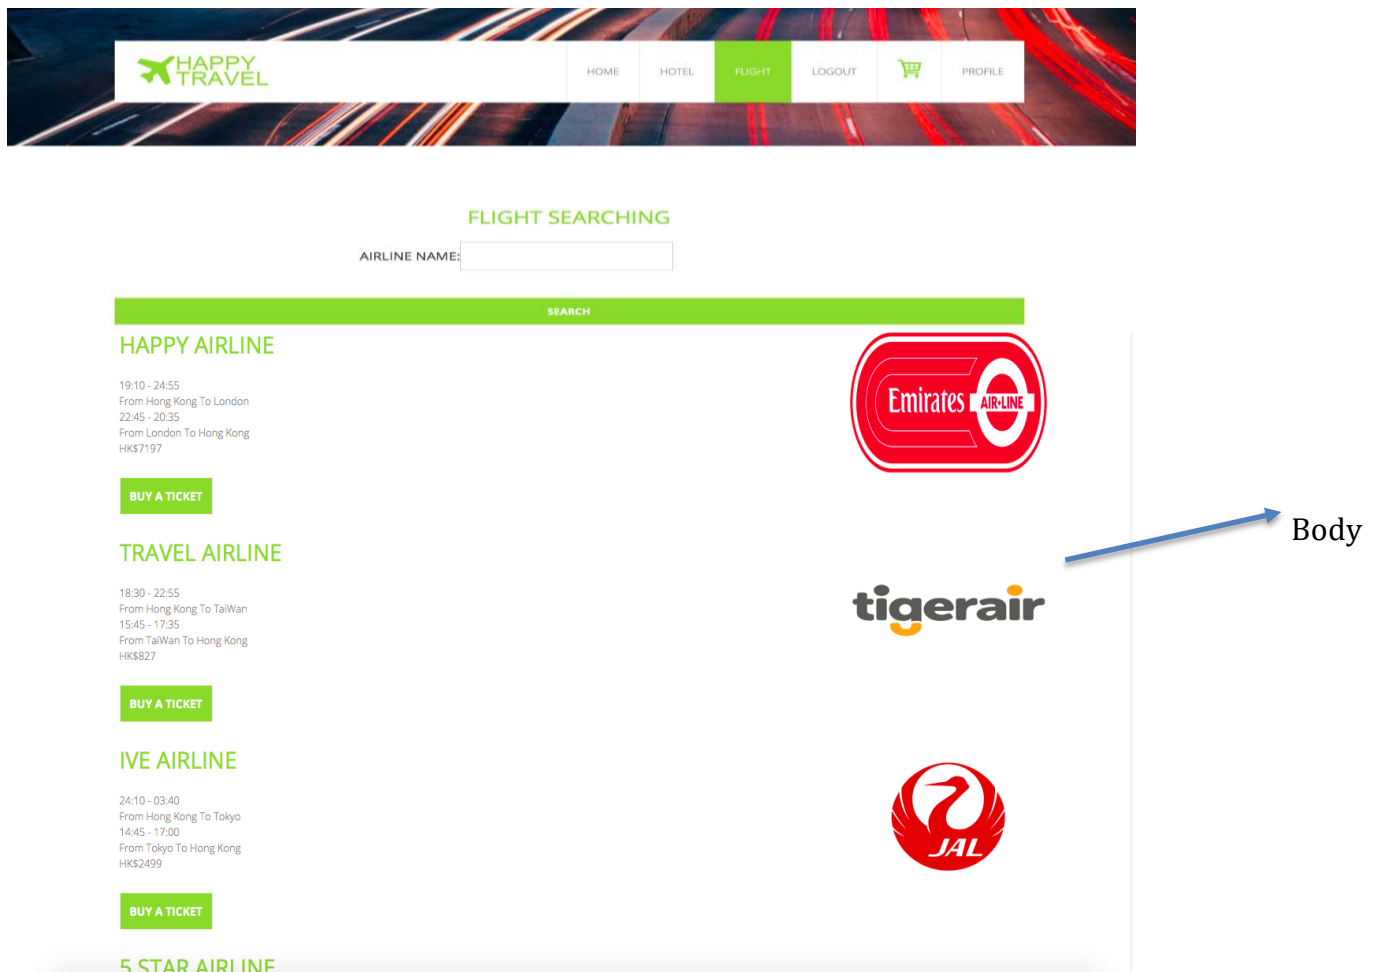 HAPPY
TRAVEL
HOME HOTEL FLIGHT LOGOUT PROFILE
FLIGHT SEARCHING
AIRLINE NAME:
SEARCH
HAPPY AIRLINE
19:10 - 24:55
From Hong Kong To London
22:45 - 20:35
From London To Hong Kong
HK$7197
BUY A TICKET
Emirates AIR•LINE
TRAVEL AIRLINE
18:30 - 22:55
From Hong Kong To TaiWan
15:45 - 17:35
From TaiWan To Hong Kong
HK$827
BUY A TICKET
tigerair
Body
IVE AIRLINE
24:10 - 03:40
From Hong Kong To Tokyo
14:45 - 17:00
From Tokyo To Hong Kong
HK$2499
BUY A TICKET
JAL
5 STAR AIRLINE